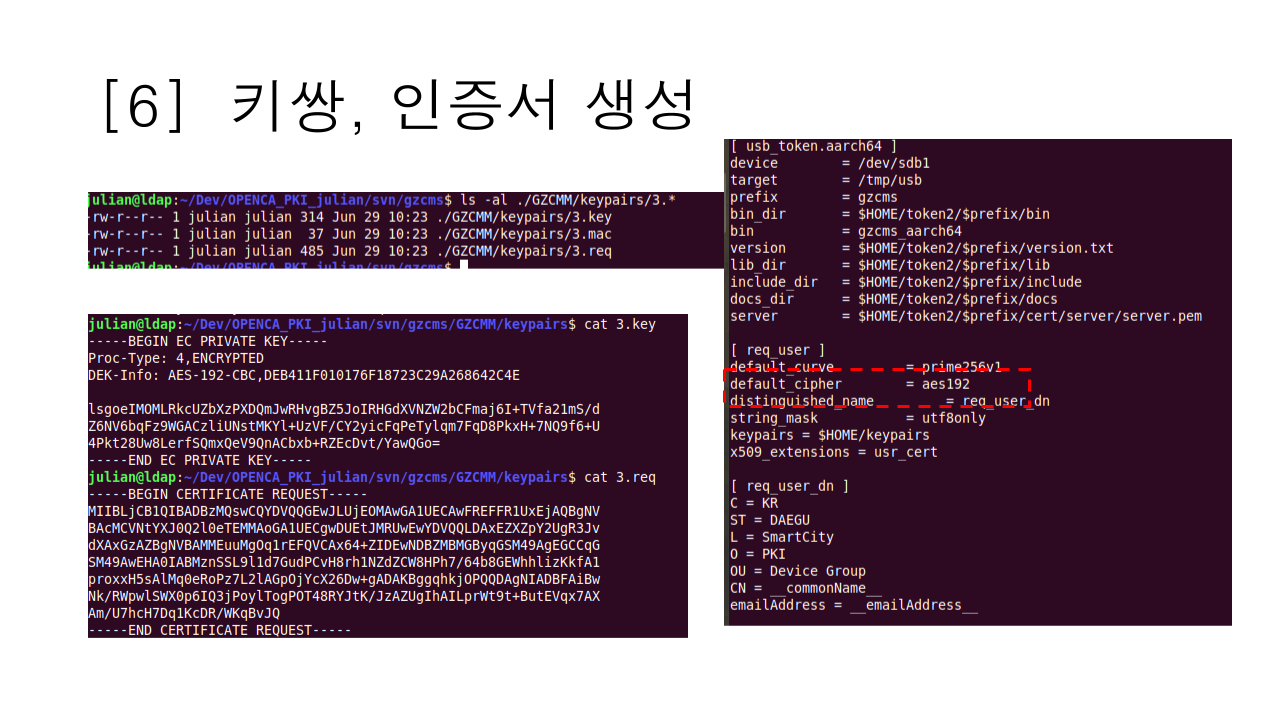 [6] 키쌍, 인증서 생성
julian@ldap:~/Dev/OPENCA_PKI_julian/svn/gzcms$ ls -al ./GZCMM/keypairs/3.*
-rw-r--r-- 1 julian julian 314 Jun 29 10:23 ./GZCMM/keypairs/3.key
-rw-r--r-- 1 julian julian  37 Jun 29 10:23 ./GZCMM/keypairs/3.mac
-rw-r--r-- 1 julian julian 485 Jun 29 10:23 ./GZCMM/keypairs/3.req
julian@ldap:~/Dev/OPENCA_PKI_julian/svn/gzcms$
julian@ldap:~/Dev/OPENCA_PKI_julian/svn/gzcms/GZCMM/keypairs$ cat 3.key
-----BEGIN EC PRIVATE KEY-----
Proc-Type: 4,ENCRYPTED
DEK-Info: AES-192-CBC,DEB411F010176F18723C29A268642C4E
lsgoeIMOMLRkcUZbXzPXDQmJwRHvgBZ5JoIRHGdXVNZW2bCFmaj6I+TVfa21mS/d
Z6NV6bqFz9WGACzliUNstMKYl+UzVF/CY2yicFqPeTylqm7FqD8PkxH+7NQ9f6+U
4Pkt28Uw8LerfSQmxQeV9QnACbxb+RZEcDvt/YawQGo=
-----END EC PRIVATE KEY-----
julian@ldap:~/Dev/OPENCA_PKI_julian/svn/gzcms/GZCMM/keypairs$ cat 3.req
-----BEGIN CERTIFICATE REQUEST-----
MIIBLjCB1QIBADBzMQswCQYDVQQGEwJLUjEOMAwGA1UECAwFREFFR1UxEjAQBgNV
BAcMCVNtYXJ0Q2l0eTEMMAoGA1UECgwDUEtJMRUwEwYDVQQLDAxEZXZpY2UgR3Jv
dXAxGzAZBgNVBAMMEuuMgOq1rEFQVCAx64+ZIDEwNDBZMBMGByqGSM49AgEGCCqG
SM49AwEHA0IABMznSSL9l1d7GudPCvH8rh1NZdZCW8HPh7/64b8GEWhhlizKkfA1
proxxH5sAlMq0eRoPz7L2lAGpOjYcX26Dw+gADAKBggqhkjOPQQDAgNIADBFAiBw
Nk/RWpwlSWX0p6IQ3jPoylTogPOT48RYJtK/JzAZUgIhAILprWt9t+ButEVqx7AX
Am/U7hcH7Dq1KcDR/WKqBvJQ
-----END CERTIFICATE REQUEST-----
[ usb_token.aarch64 ]
device        = /dev/sdb1
target        = /tmp/usb
prefix        = gzcms
bin_dir       = $HOME/token2/$prefix/bin
bin           = gzcms_aarch64
version       = $HOME/token2/$prefix/version.txt
lib_dir       = $HOME/token2/$prefix/lib
include_dir   = $HOME/token2/$prefix/include
docs_dir      = $HOME/token2/$prefix/docs
server        = $HOME/token2/$prefix/cert/server/server.pem
[ req_user ]
default_curve         = prime256v1
default_cipher        = aes192
distinguished_name         = req_user_dn
string_mask           = utf8only
keypairs = $HOME/keypairs
x509_extensions = usr_cert
[ req_user_dn ]
C = KR
ST = DAEGU
L = SmartCity
O = PKI
OU = Device Group
CN = __commonName__
emailAddress = __emailAddress__